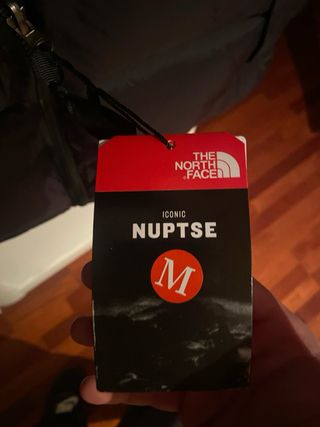 THE
NORTH
FACE
ICONIC
NUPTSE
M